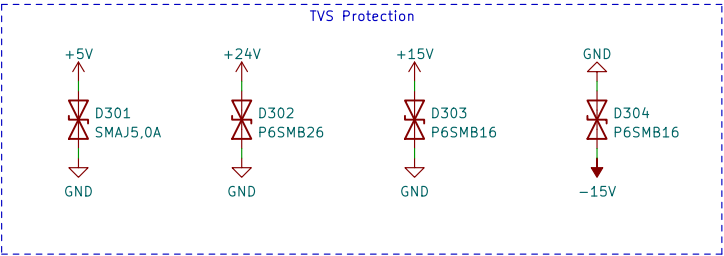 TVS Protection
+5V
+24V
+15V
GND
D301
SMAJ5,0A
D302
P6SMB26
D303
P6SMB16
D304
P6SMB16
GND
GND
GND
-15V